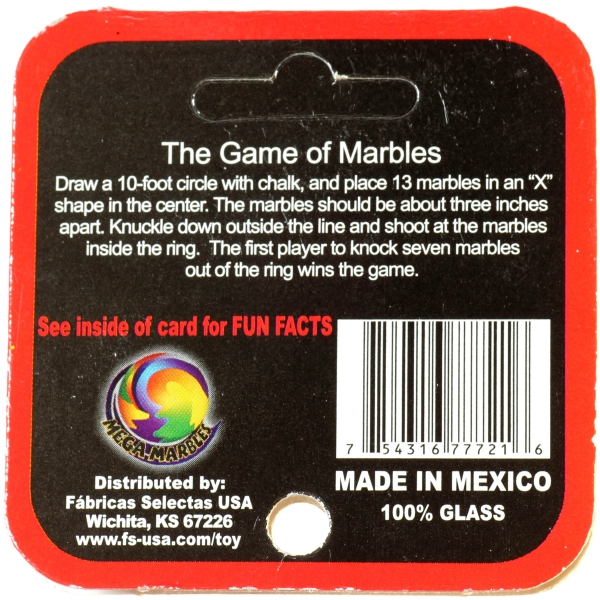 The Game of Marbles
Draw a 10-foot circle with chalk, and place 13 marbles in an “X”
shape in the center. The marbles should be about three inches
apart. Knuckle down outside the line and shoot at the marbles
inside the ring.  The first player to knock seven marbles
out of the ring wins the game.
See inside of card for FUN FACTS
MEGA-MARBLES
Distributed by:
Fábricas Selectas USA
Wichita, KS 67226
www.fs-usa.com/toy
7 54316 77721 6
MADE IN MEXICO
100% GLASS